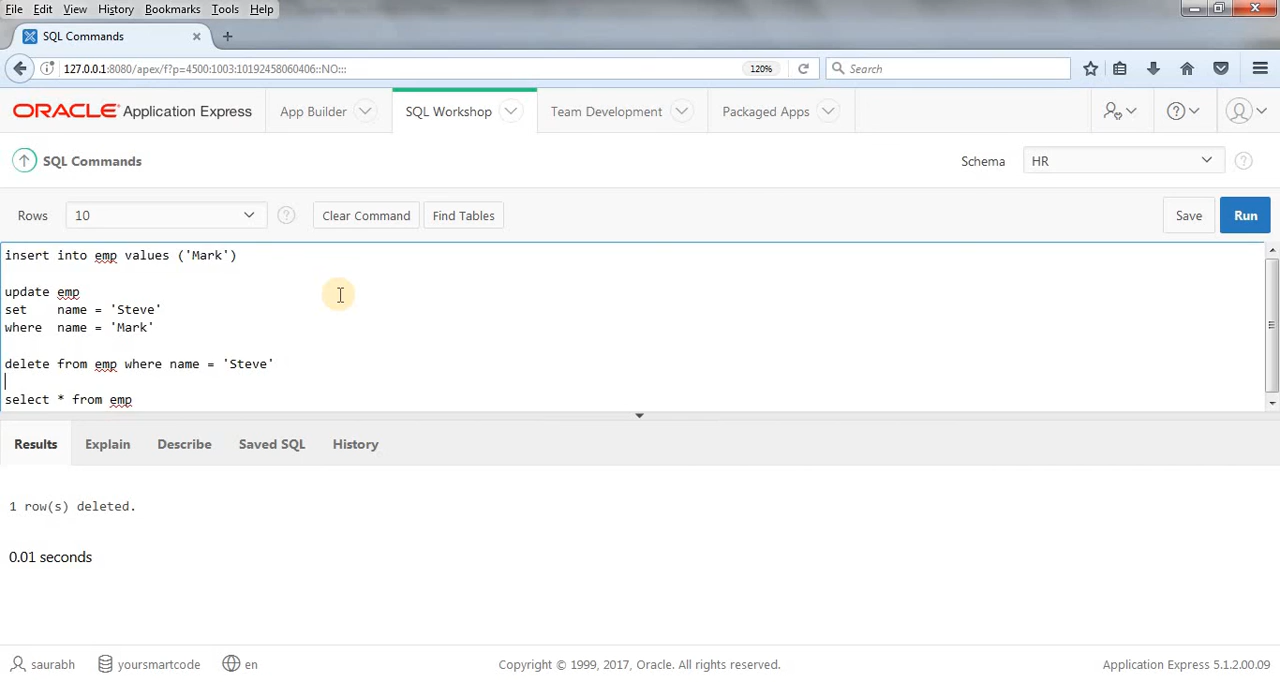 File Edit View History Bookmarks Tools Help
SQL Commands
127.0.0.1:8080/apex/f?p=4500:1003:10192458060406::NO::: 120% Search
ORACLE Application Express App Builder SQL Workshop Team Development Packaged Apps
SQL Commands Schema HR
Rows 10 Clear Command Find Tables Save Run
insert into emp values ('Mark')
update emp
set    name = 'Steve'
where  name = 'Mark'
delete from emp where name = 'Steve'
select * from emp
Results Explain Describe Saved SQL History
1 row(s) deleted.
0.01 seconds
saurabh yoursmartcode en Copyright © 1999, 2017, Oracle. All rights reserved. Application Express 5.1.2.00.09